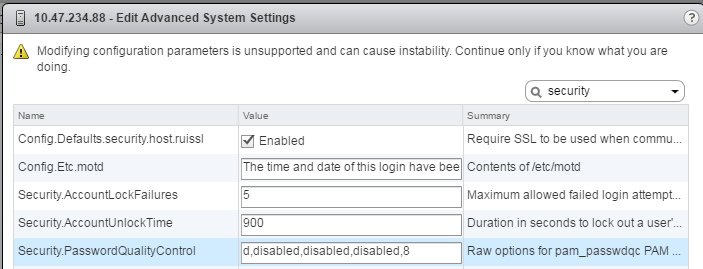 10.47.234.88 - Edit Advanced System Settings
?
Modifying configuration parameters is unsupported and can cause instability. Continue only if you know what you are
doing.
security
Name Value Summary
Config.Defaults.security.host.ruissl Enabled Require SSL to be used when commu...
Config.Etc.motd The time and date of this login have bee Contents of /etc/motd
Security.AccountLockFailures 5 Maximum allowed failed login attempt...
Security.AccountUnlockTime 900 Duration in seconds to lock out a user'...
Security.PasswordQualityControl d,disabled,disabled,disabled,8 Raw options for pam_passwdqc PAM ...